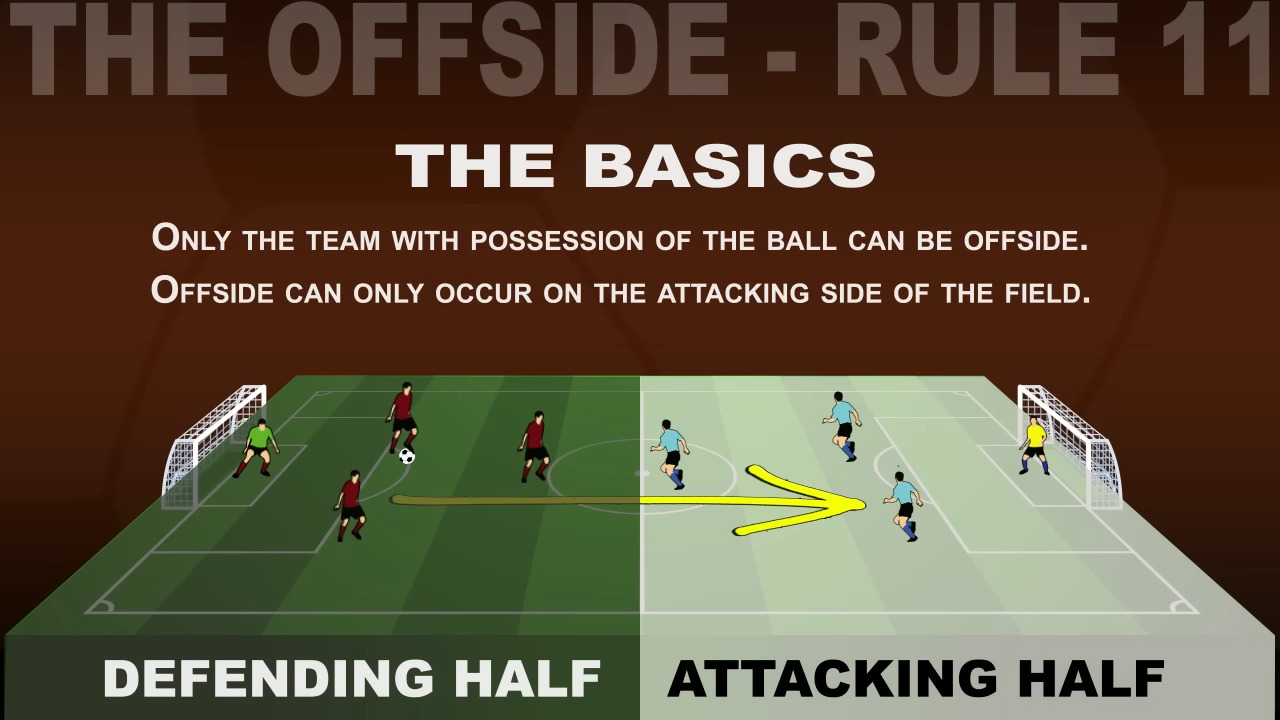 THE OFFSIDE - RULE 11
THE BASICS
Only the team with possession of the ball can be offside.
Offside can only occur on the attacking side of the field.
DEFENDING HALF
ATTACKING HALF